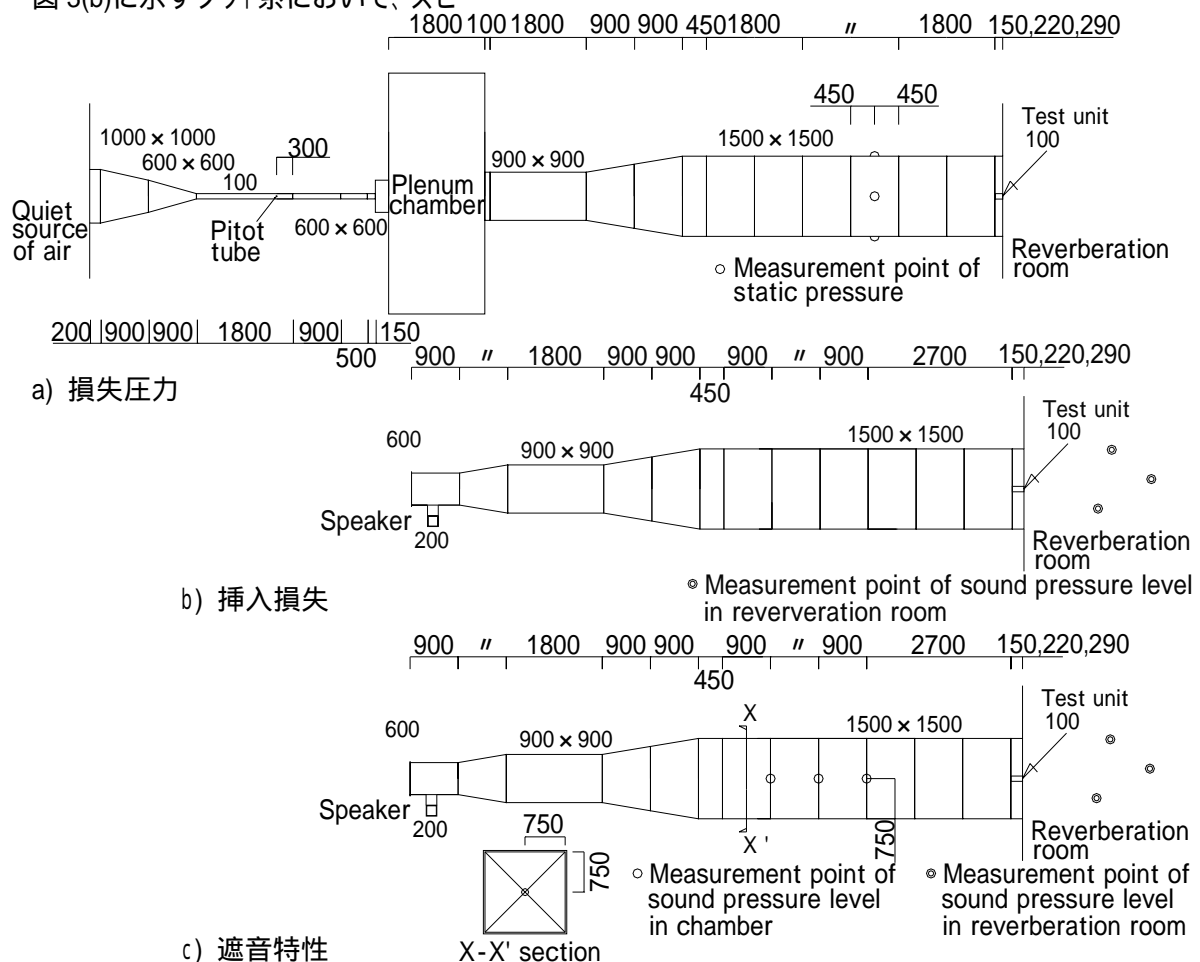 1800 100 1800 900 900 450 1800 〃 1800 150,220,290
450 450
Test unit
100
1000 × 1000
600 × 600
100
300
900 × 900
1500 × 1500
Plenum
chamber
Quiet
source
of air
Pitot
tube
600 × 600
Reverberation
room
○ Measurement point of
static pressure
200 900 900 1800 900 150
500
900 〃 1800 900 900 900 〃 900 2700 150,220,290
450
a) 損失圧力
Test unit
100
600
900 × 900
1500 × 1500
Speaker
200
Reverberation
room
b) 挿入損失
◎ Measurement point of sound pressure level
in reververation room
900 〃 1800 900 900 900 〃 900 2700 150,220,290
450
Test unit
100
X
600
900 × 900
1500 × 1500
Speaker
200
750
750
X '
750
Reverberation
room
○ Measurement point of
sound pressure level
in chamber
◎ Measurement point of
sound pressure level
in reverberation room
c) 遮音特性
X-X' section